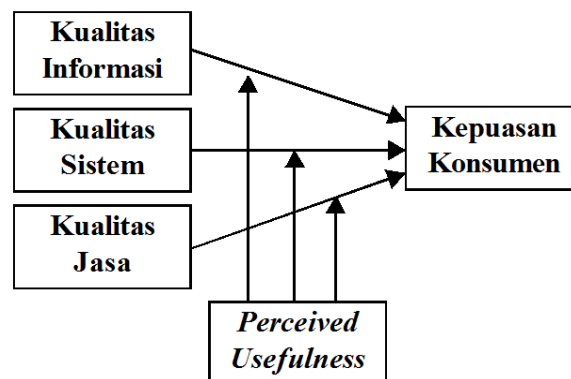 Kualitas
Informasi
Kualitas
Sistem
Kualitas
Jasa
Kepuasan
Konsumen
Perceived
Usefulness